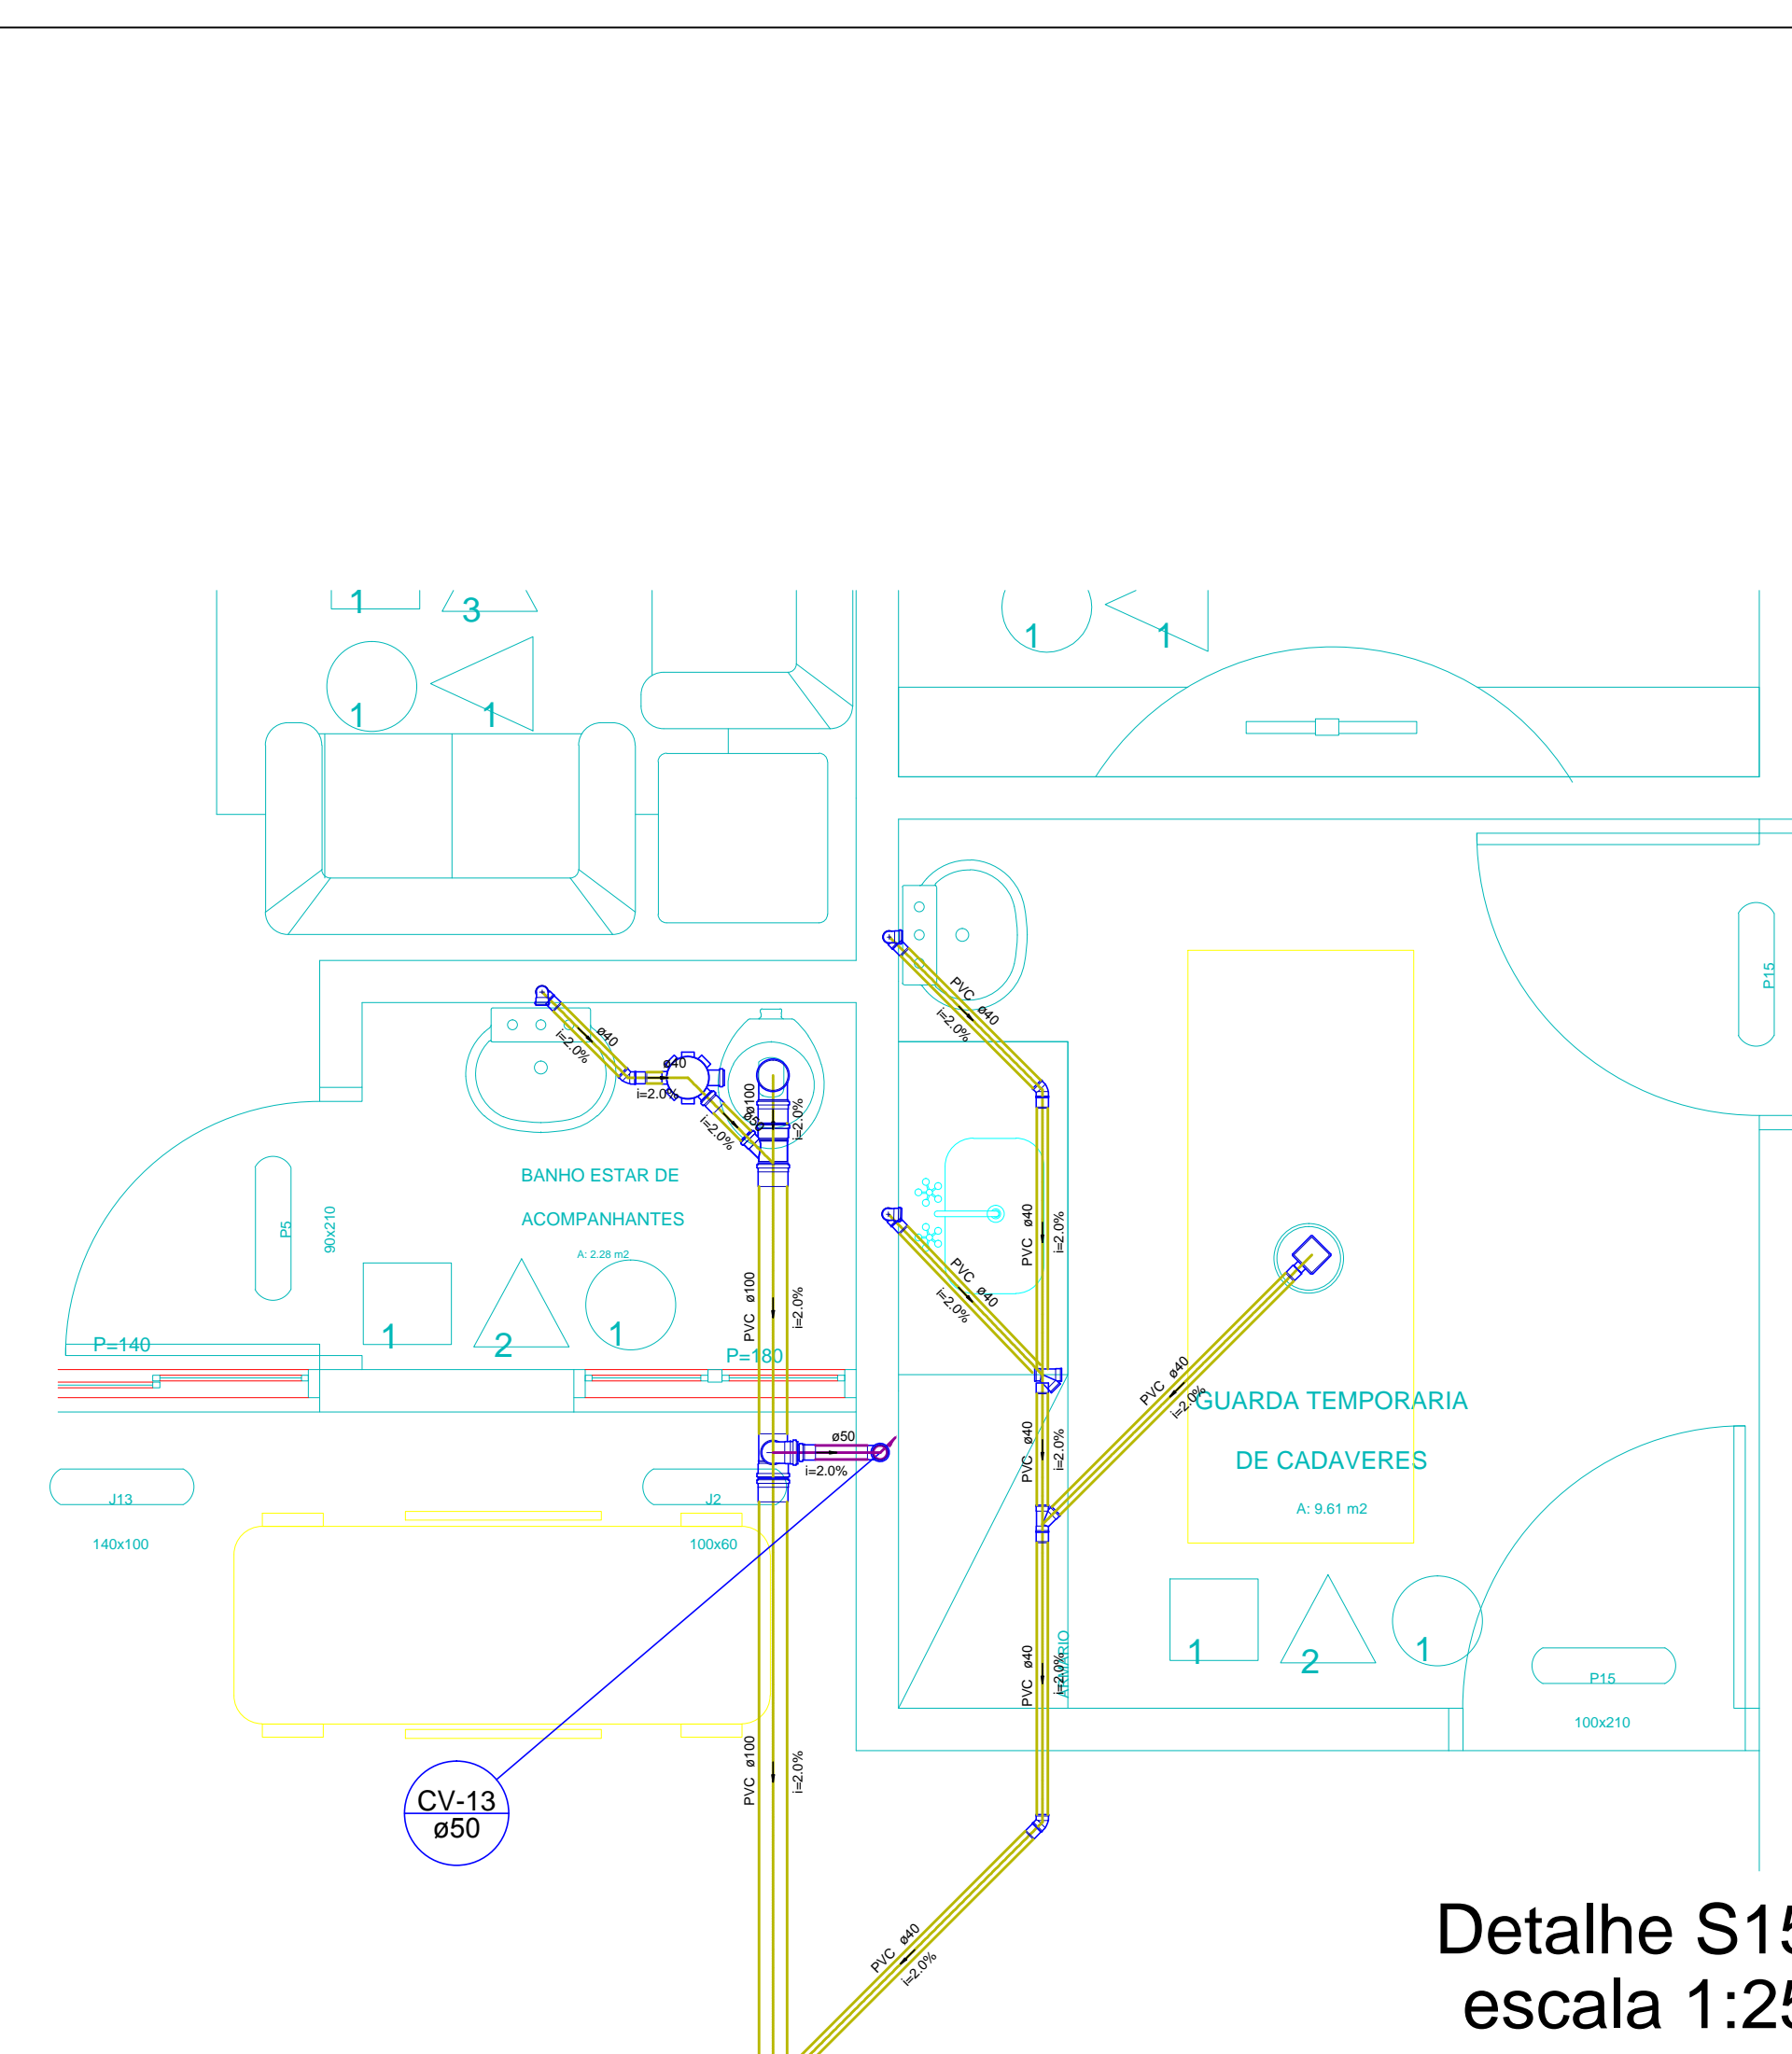 1
3
1
1
1
1
P15
PVC ø40
i=2.0%
ø40
i=2.0%
ø40
i=2.0%
ø100
i=2.0%
ø50
i=2.0%
BANHO ESTAR DE
ACOMPANHANTES
A: 2.28 m2
P5
90x210
PVC ø40
i=2.0%
PVC ø40
i=2.0%
PVC ø100
i=2.0%
1
2
1
P=140
P=180
PVC ø40
i=2.0%
GUARDA TEMPORARIA
DE CADAVERES
A: 9.61 m2
ø50
i=2.0%
PVC ø40
i=2.0%
J13
140x100
J2
100x60
PVC ø40
i=2.0%
ARMARIO
1
2
1
P15
100x210
PVC ø100
i=2.0%
CV-13
ø50
PVC ø40
i=2.0%
Detalhe S15
escala 1:25